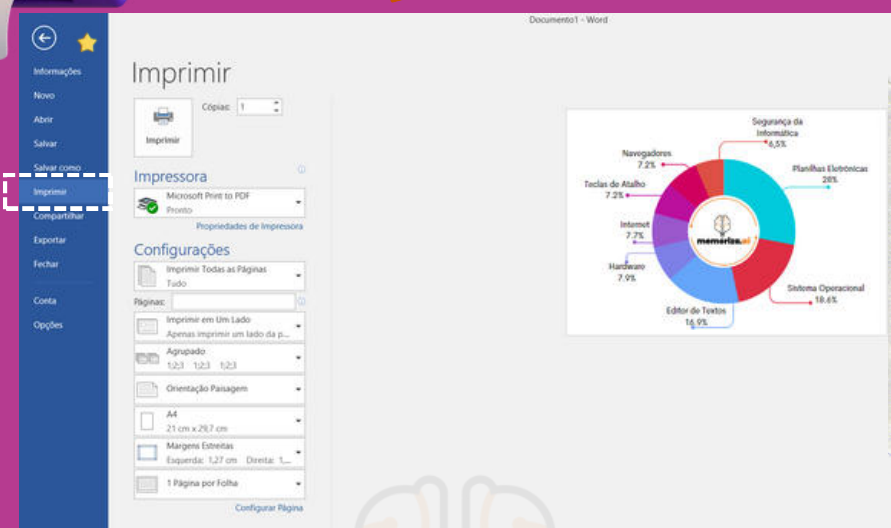 Documento1 - Word
Informações
Novo
Abrir
Salvar
Salvar como
Imprimir
Compartilhar
Exportar
Fechar
Conta
Opções
Imprimir
Cópias: 1
Imprimir
Impressora
Microsoft Print to PDF
Pronto
Propriedades de Impressora
Configurações
Imprimir Todas as Páginas
Tudo
Páginas:
Imprimir em Um Lado
Apenas imprimir um lado da p...
Agrupado
1;2;3 1;2;3 1;2;3
Orientação Paisagem
A4
21 cm x 29,7 cm
Margens Estreitas
Esquerda: 1,27 cm Direita: 1,...
1 Página por Folha
Configurar Página
Segurança da
Informática
6,5%
Navegadores
7.2%
Planilhas Eletrônicas
28%
Teclas de Atalho
7.2%
Internet
7.7%
memorizo.ai
Hardware
7.9%
Sistema Operacional
18.6%
Editor de Textos
16.9%